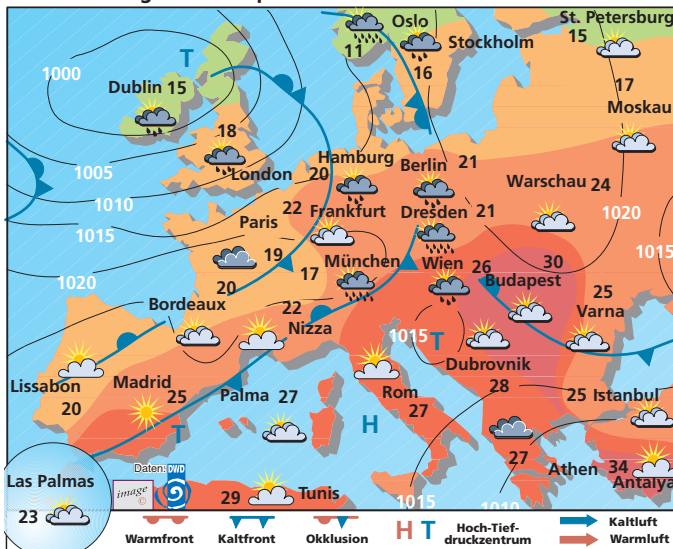 Oslo
St. Petersburg
11
Stockholm
15
1000
T
16
Dublin 15
17
Moskau
18
1005
London
20
Hamburg
Berlin 21
Warschau 24
1010
22
Frankfurt
Dresden 21
1020
1015
Paris
19
1015
1020
20
17
München
Wien 26
30
Budapest
25
Varna
Bordeaux
22
Nizza
1015
T
Dubrovnik
Lissabon
20
Madrid
25
Palma 27
Rom
27
28
25 Istanbul
T
H
27
Athen
34
Antalya
Las Palmas
23
Daten: DWD
image
©
29
Tunis
1015
1010
Warmfront
Kaltfront
Okklusion
H T
Hoch-Tief-
druckzentrum
Kaltluft
Warmluft